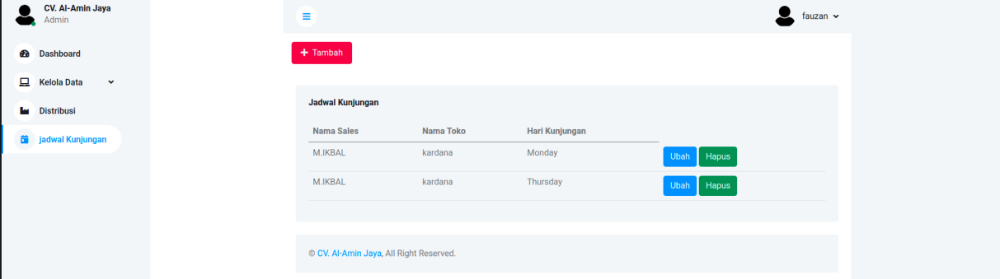 CV. Al-Amin Jaya
Admin
Dashboard
Kelola Data
Distribusi
jadwal Kunjungan
fauzan
+ Tambah
Jadwal Kunjungan
Nama Sales Nama Toko Hari Kunjungan
M.IKBAL kardana Monday Ubah Hapus
M.IKBAL kardana Thursday Ubah Hapus
© CV. Al-Amin Jaya, All Right Reserved.